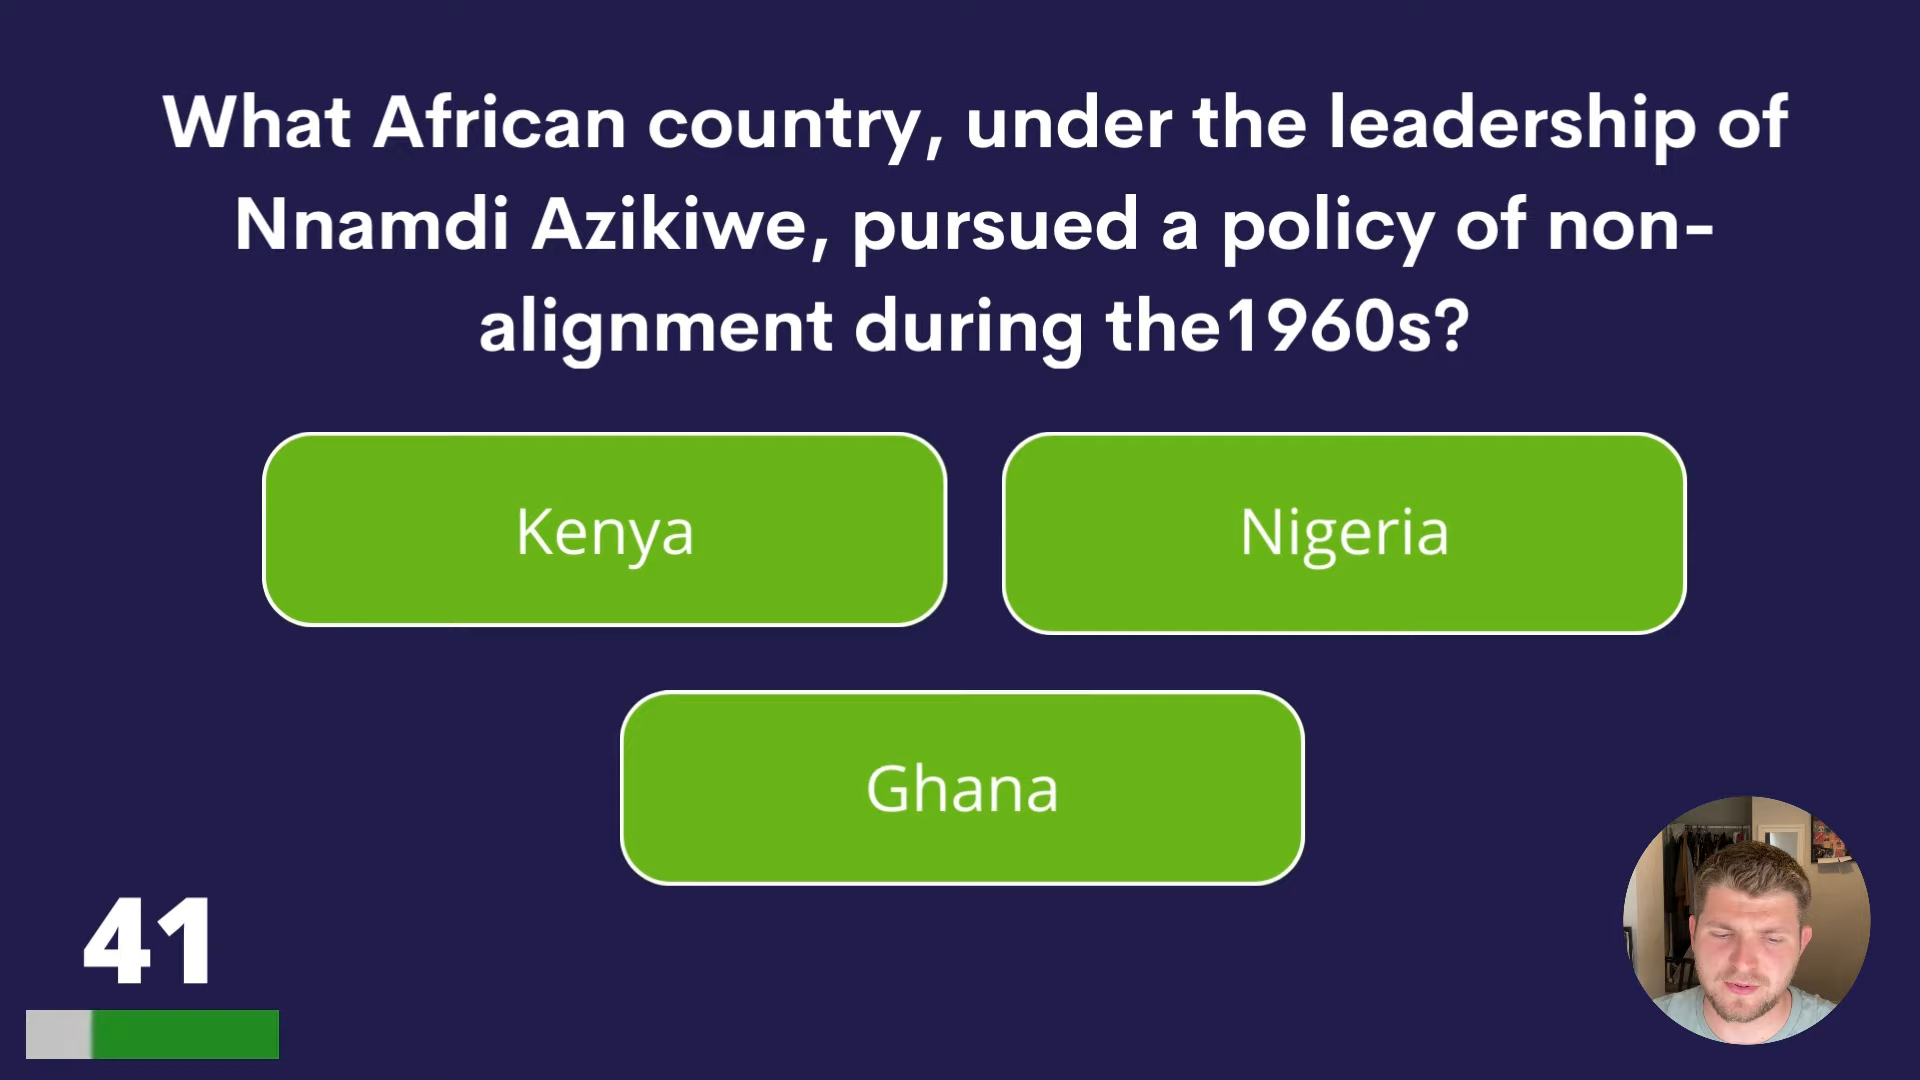 What African country, under the leadership of
Nnamdi Azikiwe, pursued a policy of non-
alignment during the1960s?
Kenya
Nigeria
Ghana
41